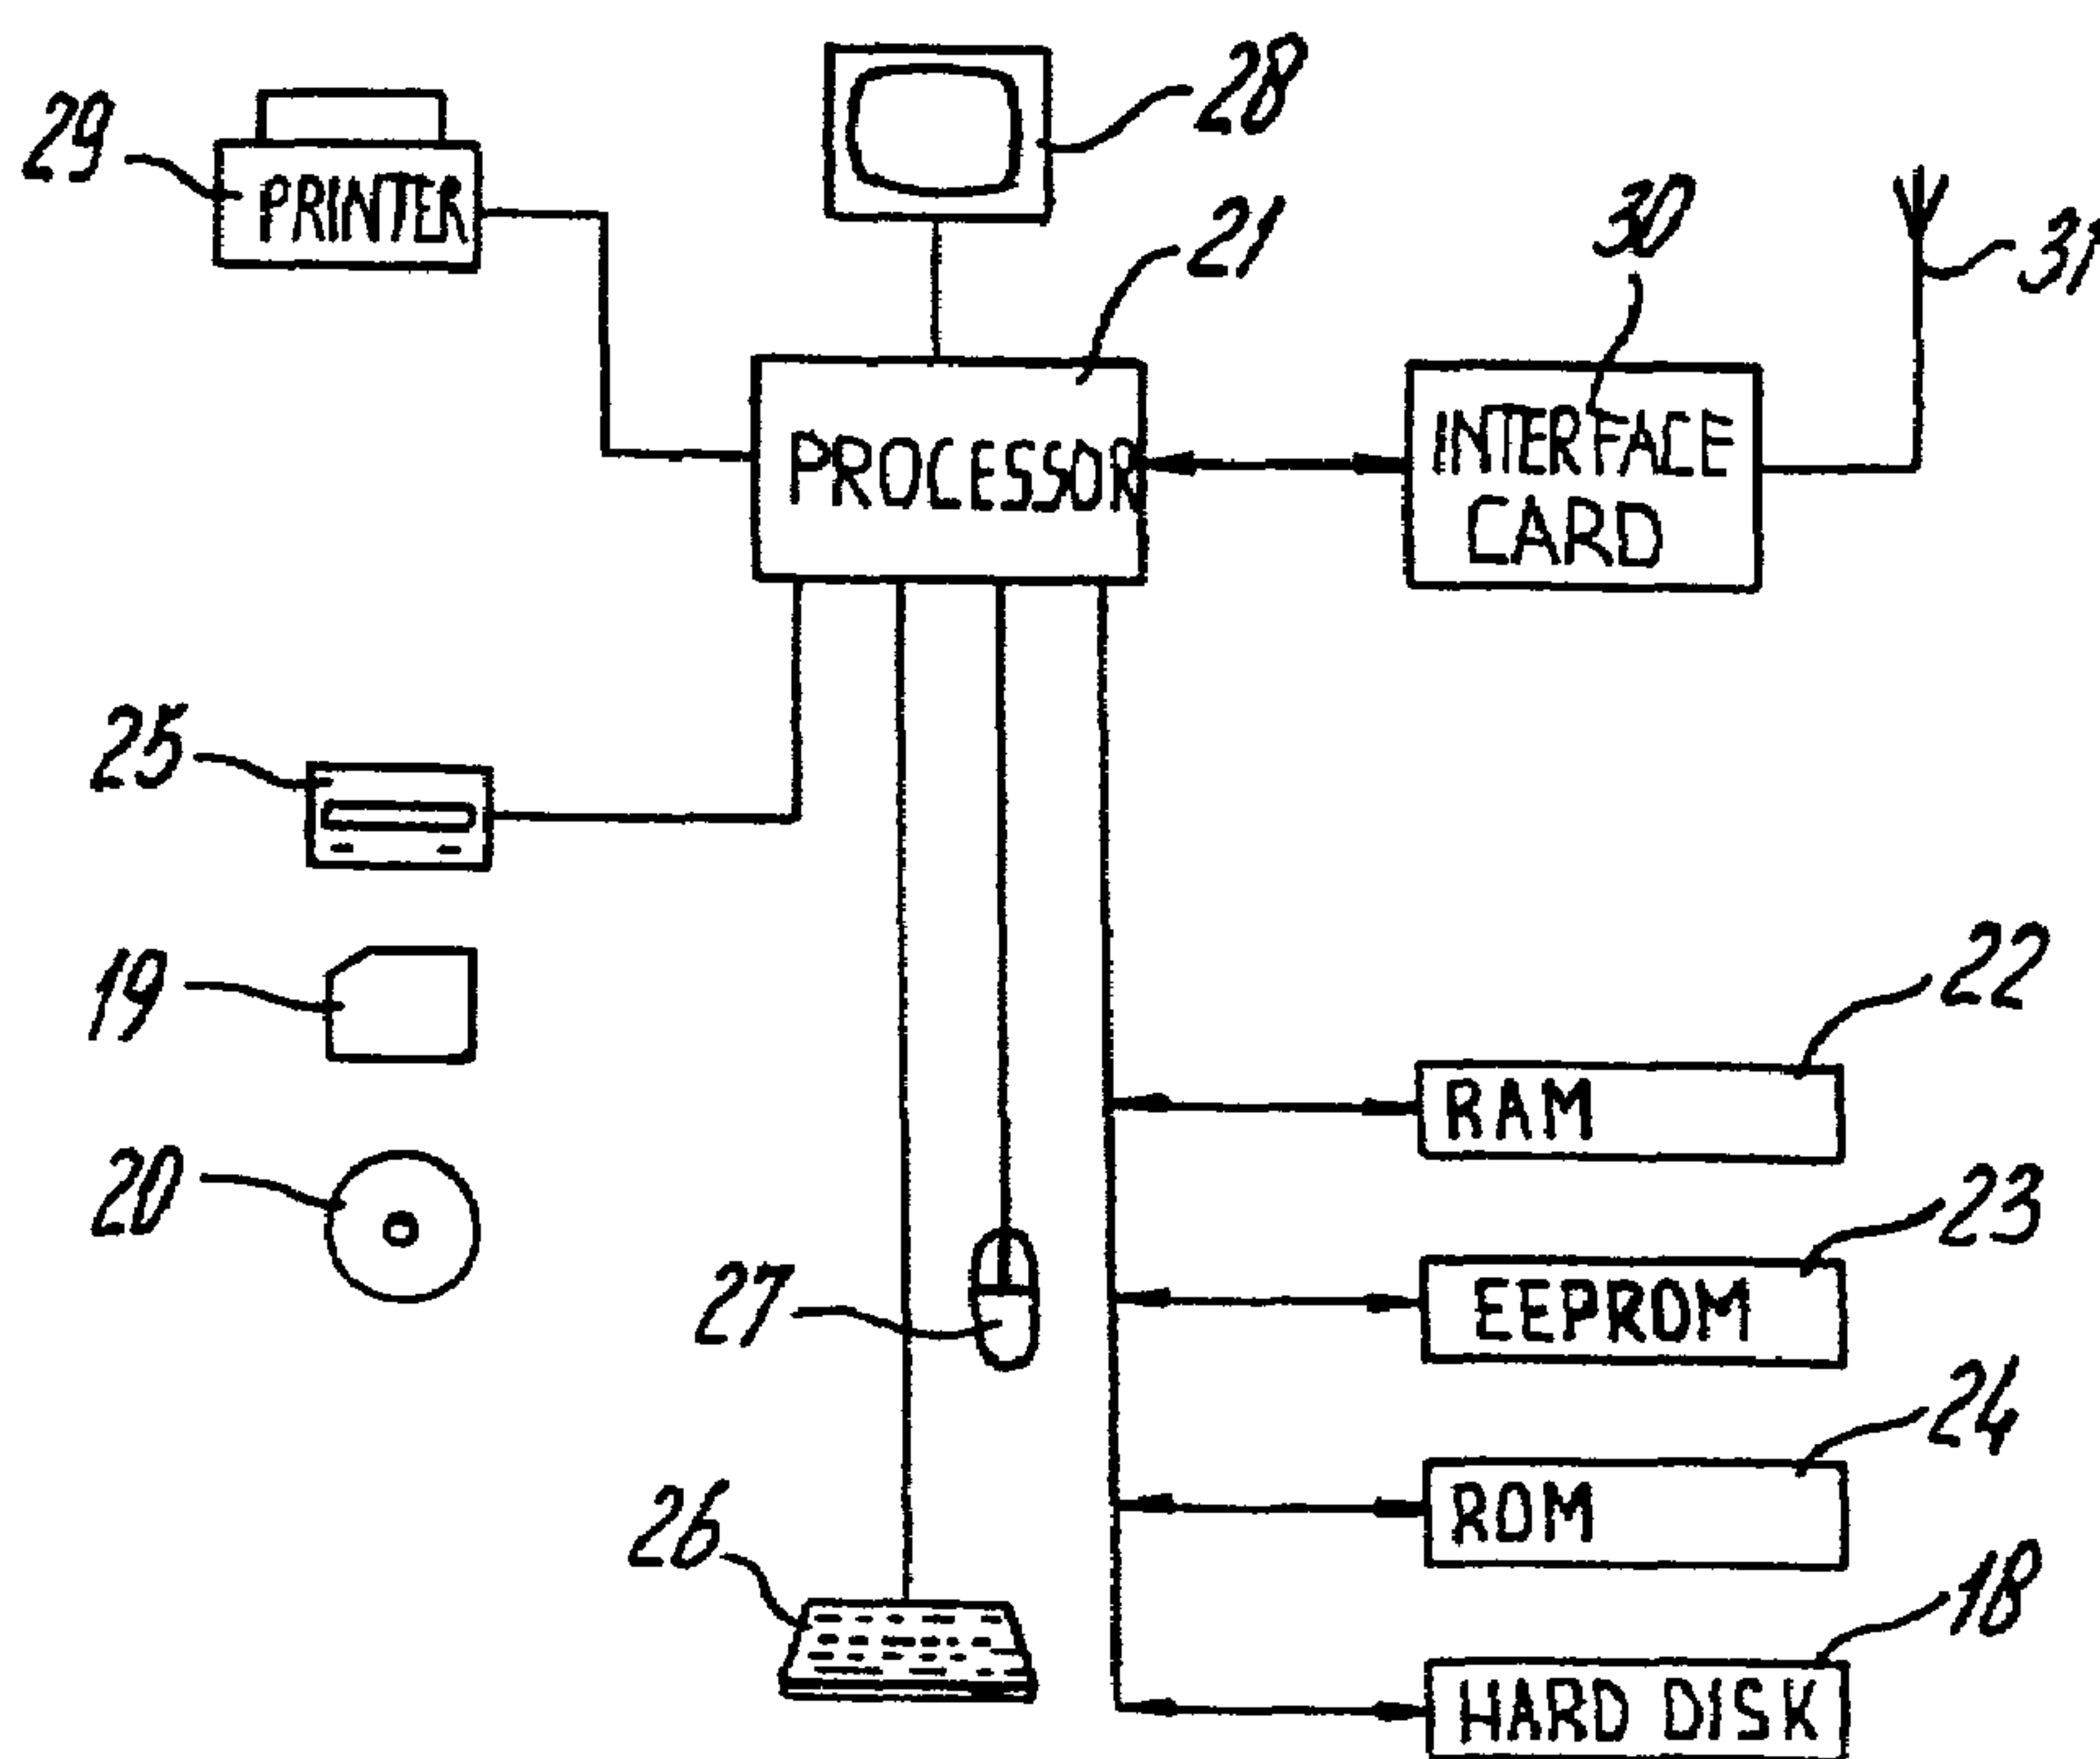 28
29
PRINTER
21
30
31
PROCESSOR
INTERFACE
CARD
25
19
22
RAM
20
23
27
EEPROM
24
26
ROM
18
HARD DISK